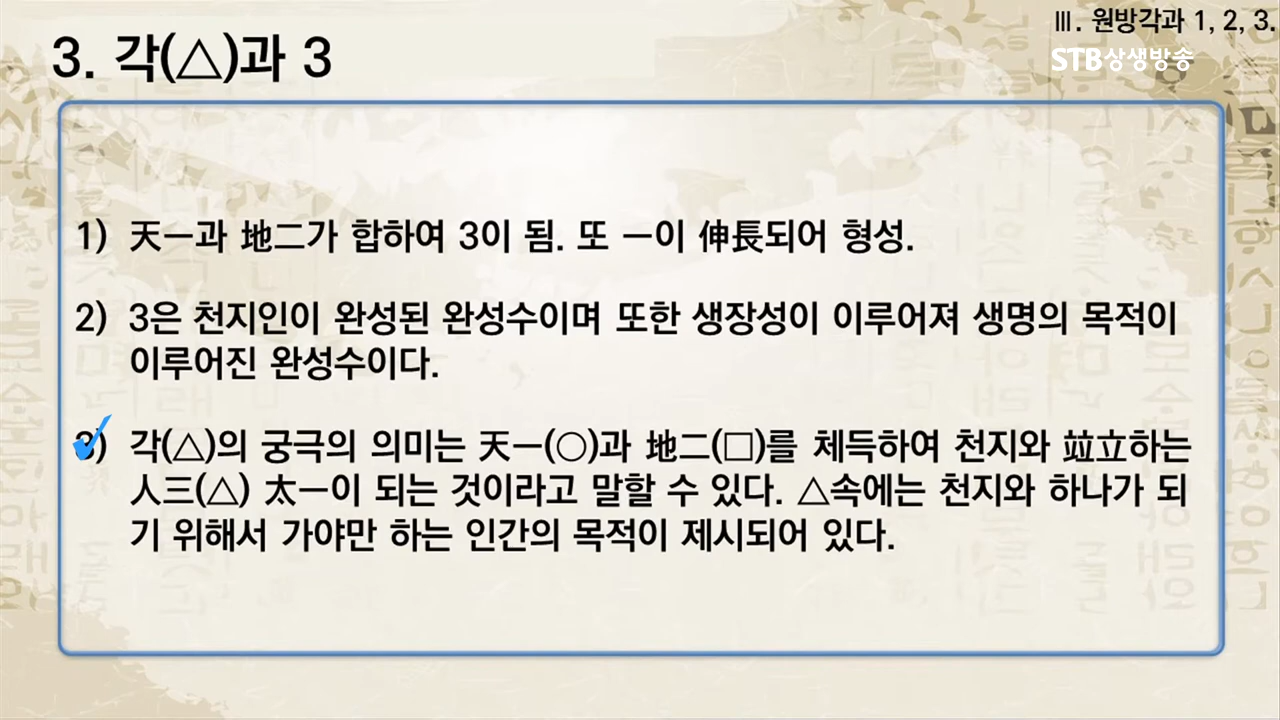 Ⅲ. 원방각과 1, 2, 3.
STB상생방송
3. 각(△)과 3
1) 天一과 地二가 합하여 3이 됨. 또 一이 伸長되어 형성.
2) 3은 천지인이 완성된 완성수이며 또한 생장성이 이루어져 생명의 목적이
이루어진 완성수이다.
3) 각(△)의 궁극의 의미는 天一(○)과 地二(□)를 체득하여 천지와 竝立하는
人三(△) 太一이 되는 것이라고 말할 수 있다. △속에는 천지와 하나가 되
기 위해서 가야만 하는 인간의 목적이 제시되어 있다.